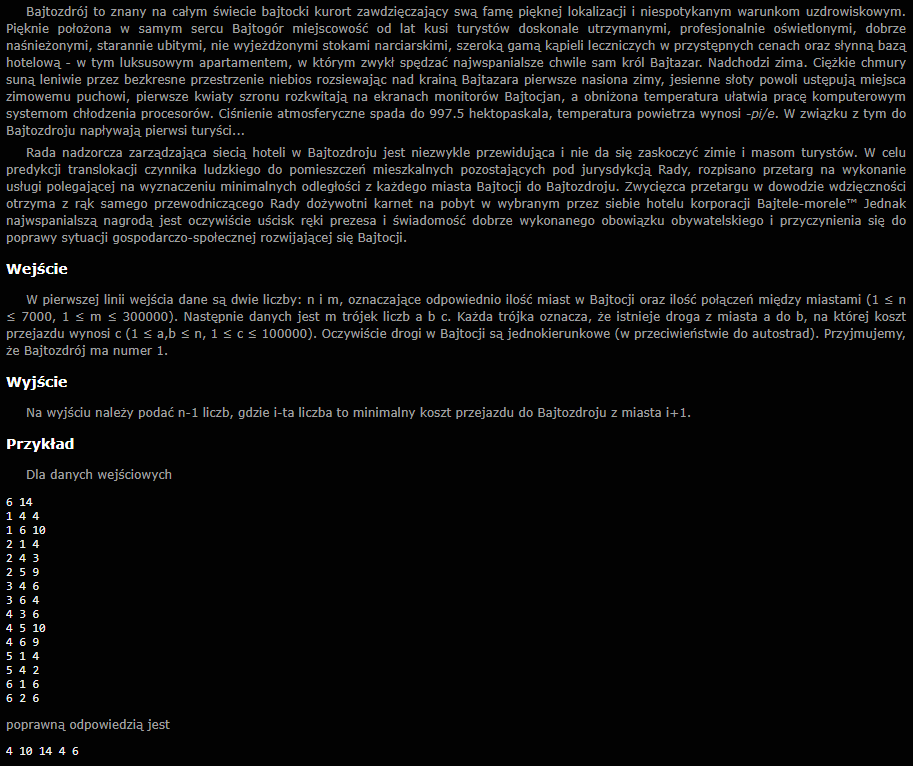 Bajtozdrój to znany na całym świecie bajtocki kurort zawdzięczający swą famę pięknej lokalizacji i niespotykanym warunkom uzdrowiskowym.
Pięknie położona w samym sercu Bajtogór miejscowość od lat kusi turystów doskonale utrzymanymi, profesjonalnie oświetlonymi, dobrze
naśnieżonymi, starannie ubitymi, nie wyjeżdżonymi stokami narciarskimi, szeroką gamą kąpieli leczniczych w przystępnych cenach oraz słynną bazą
hotelową - w tym luksusowym apartamentem, w którym zwykł spędzać najwspanialsze chwile sam król Bajtazar. Nadchodzi zima. Ciężkie chmury
suną leniwie przez bezkresne przestrzenie niebios rozsiewając nad krainą Bajtazara pierwsze nasiona zimy, jesienne słoty powoli ustępują miejsca
zimowemu puchowi, pierwsze kwiaty szronu rozkwitają na ekranach monitorów Bajtocjan, a obniżona temperatura ułatwia pracę komputerowym
systemom chłodzenia procesorów. Ciśnienie atmosferyczne spada do 997.5 hektopaskala, temperatura powietrza wynosi -pi/e. W związku z tym do
Bajtozdroju napływają pierwsi turyści...
Rada nadzorcza zarządzająca siecią hoteli w Bajtozdroju jest niezwykle przewidująca i nie da się zaskoczyć zimie i masom turystów. W celu
predykcji translokacji czynnika ludzkiego do pomieszczeń mieszkalnych pozostających pod jurysdykcją Rady, rozpisano przetarg na wykonanie
usługi polegającej na wyznaczeniu minimalnych odległości z każdego miasta Bajtocji do Bajtozdroju. Zwycięzca przetargu w dowodzie wdzięczności
otrzyma z rąk samego przewodniczącego Rady dożywotni karnet na pobyt w wybranym przez siebie hotelu korporacji Bajtele-morele™ Jednak
najwspanialszą nagrodą jest oczywiście uścisk ręki prezesa i świadomość dobrze wykonanego obowiązku obywatelskiego i przyczynienia się do
poprawy sytuacji gospodarczo-społecznej rozwijającej się Bajtocji.
Wejście
W pierwszej linii wejścia dane są dwie liczby: n i m, oznaczające odpowiednio ilość miast w Bajtocji oraz ilość połączeń między miastami (1 ≤ n
≤ 7000, 1 ≤ m ≤ 300000). Następnie danych jest m trójek liczb a b c. Każda trójka oznacza, że istnieje droga z miasta a do b, na której koszt
przejazdu wynosi c (1 ≤ a,b ≤ n, 1 ≤ c ≤ 100000). Oczywiście drogi w Bajtocji są jednokierunkowe (w przeciwieństwie do autostrad). Przyjmujemy,
że Bajtozdrój ma numer 1.
Wyjście
Na wyjściu należy podać n-1 liczb, gdzie i-ta liczba to minimalny koszt przejazdu do Bajtozdroju z miasta i+1.
Przykład
Dla danych wejściowych
6 14
1 4 4
1 6 10
2 1 4
2 4 3
2 5 9
3 4 6
3 6 4
4 3 6
4 5 10
4 6 9
5 1 4
5 4 2
6 1 6
6 2 6
poprawną odpowiedzią jest
4 10 14 4 6